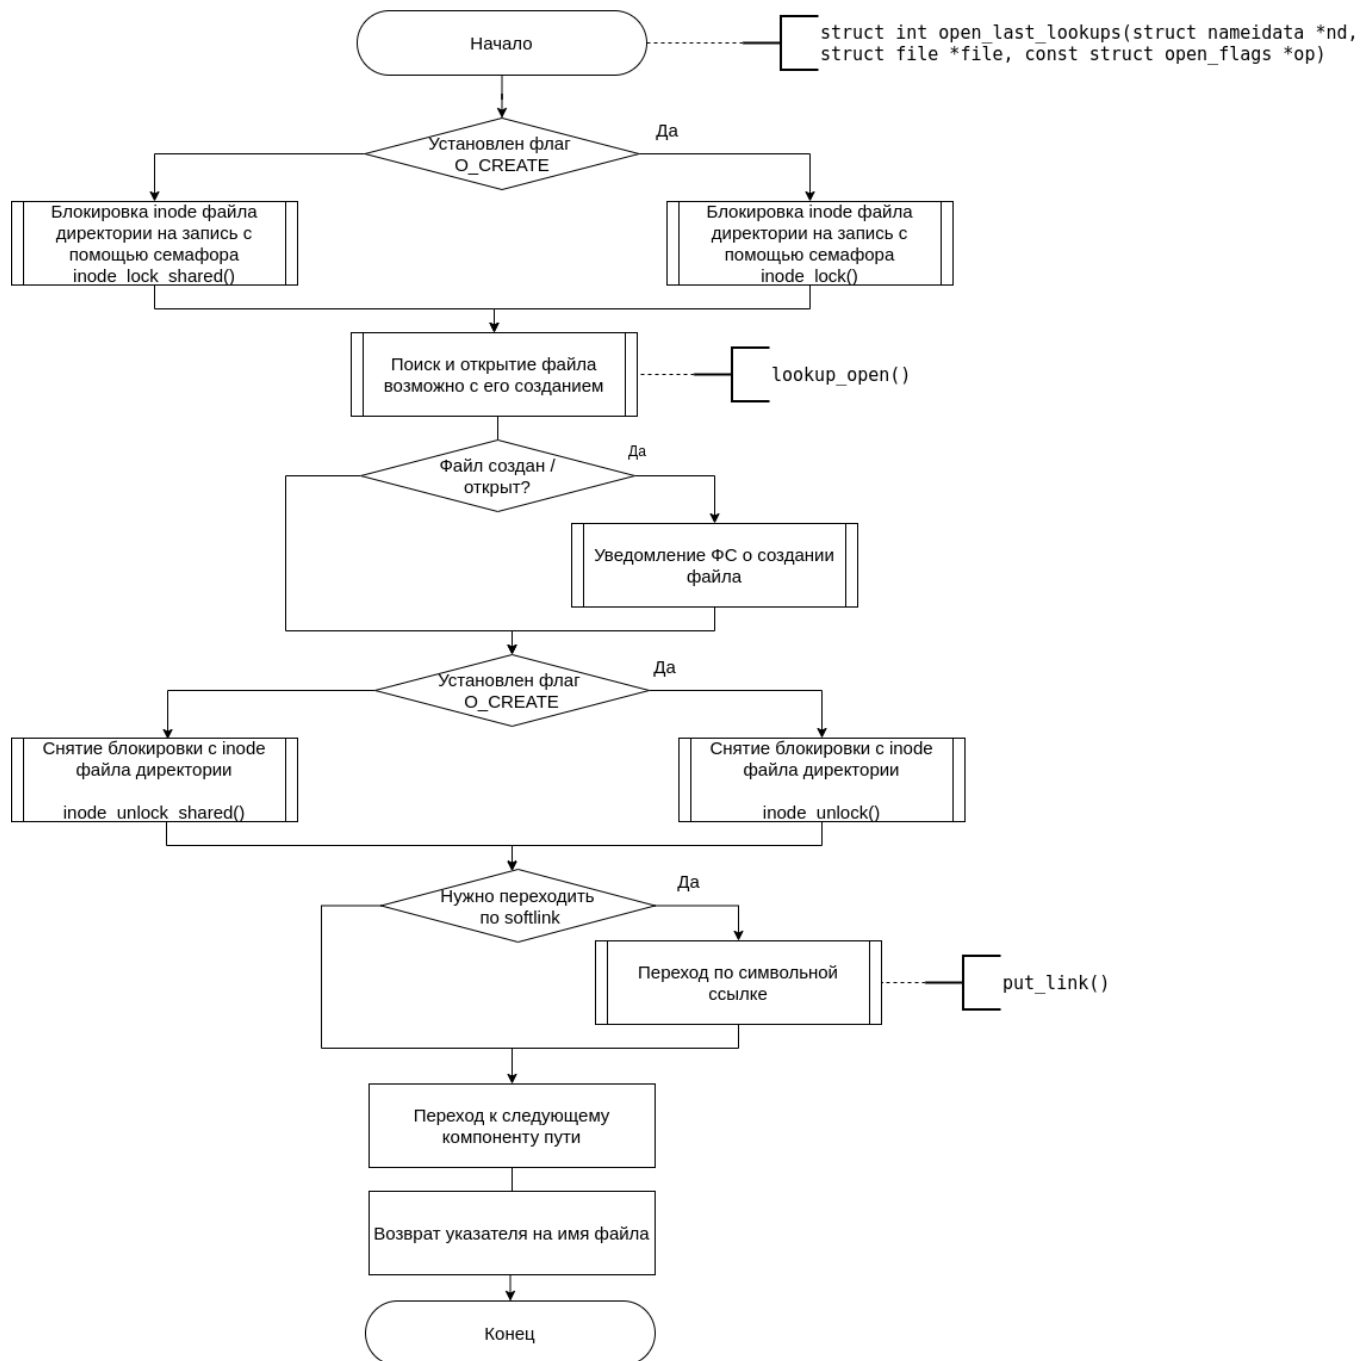 Начало
struct int open_last_lookups(struct nameidata *nd,
struct file *file, const struct open_flags *op)
Установлен флаг
O_CREATE
Да
Блокировка inode файла
директории на запись с
помощью семафора
inode_lock_shared()
Блокировка inode файла
директории на запись с
помощью семафора
inode_lock()
Поиск и открытие файла
возможно с его созданием
lookup_open()
Файл создан /
открыт?
Да
Уведомление ФС о создании
файла
Установлен флаг
O_CREATE
Да
Снятие блокировки с inode
файла директории
inode_unlock_shared()
Снятие блокировки с inode
файла директории
inode_unlock()
Нужно переходить
по softlink
Да
Переход по символьной
ссылке
put_link()
Переход к следующему
компоненту пути
Возврат указателя на имя файла
Конец